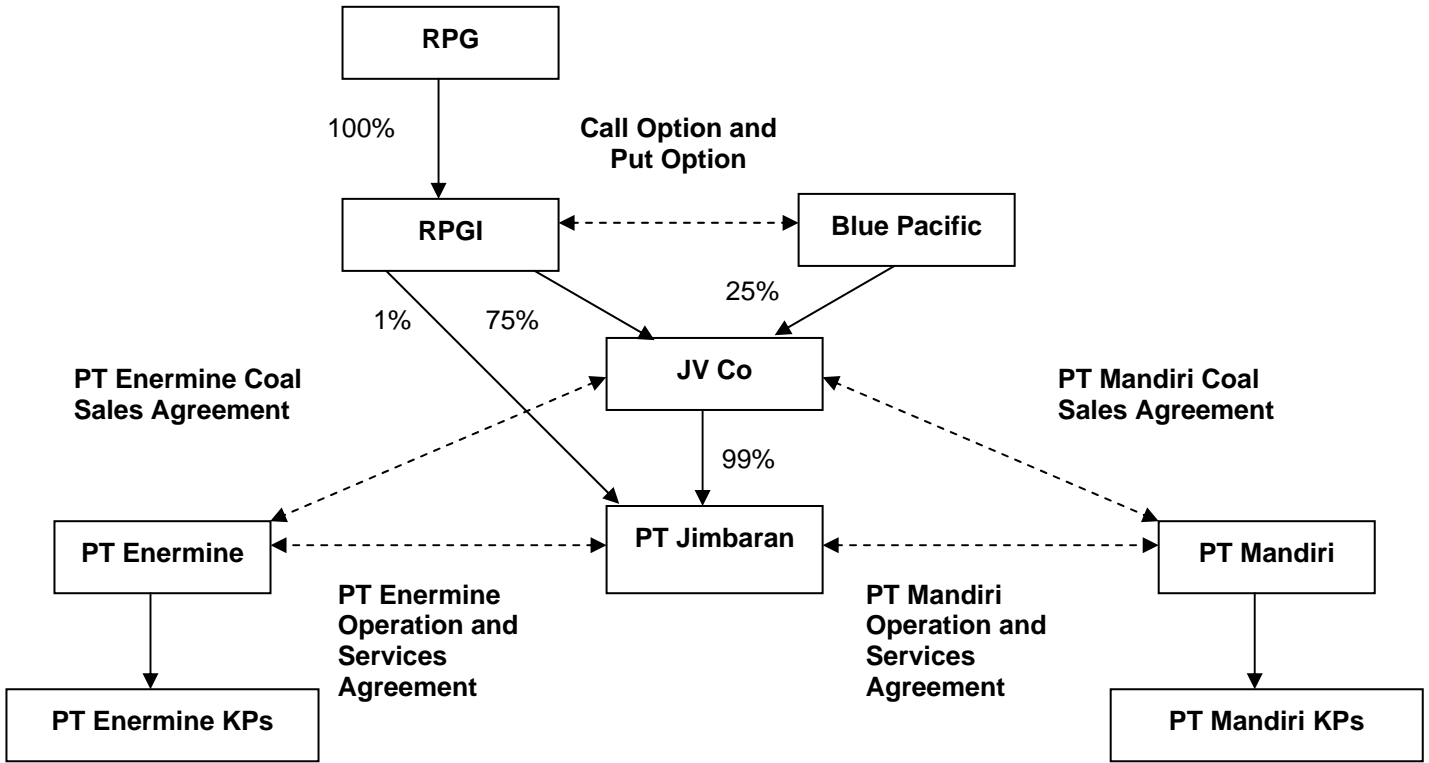 RPG
100%
Call Option and
Put Option
RPGI
Blue Pacific
25%
1%
75%
JV Co
PT Enermine Coal
Sales Agreement
PT Mandiri Coal
Sales Agreement
99%
PT Enermine
PT Jimbaran
PT Mandiri
PT Enermine
Operation and
Services
Agreement
PT Mandiri
Operation and
Services
Agreement
PT Enermine KPs
PT Mandiri KPs